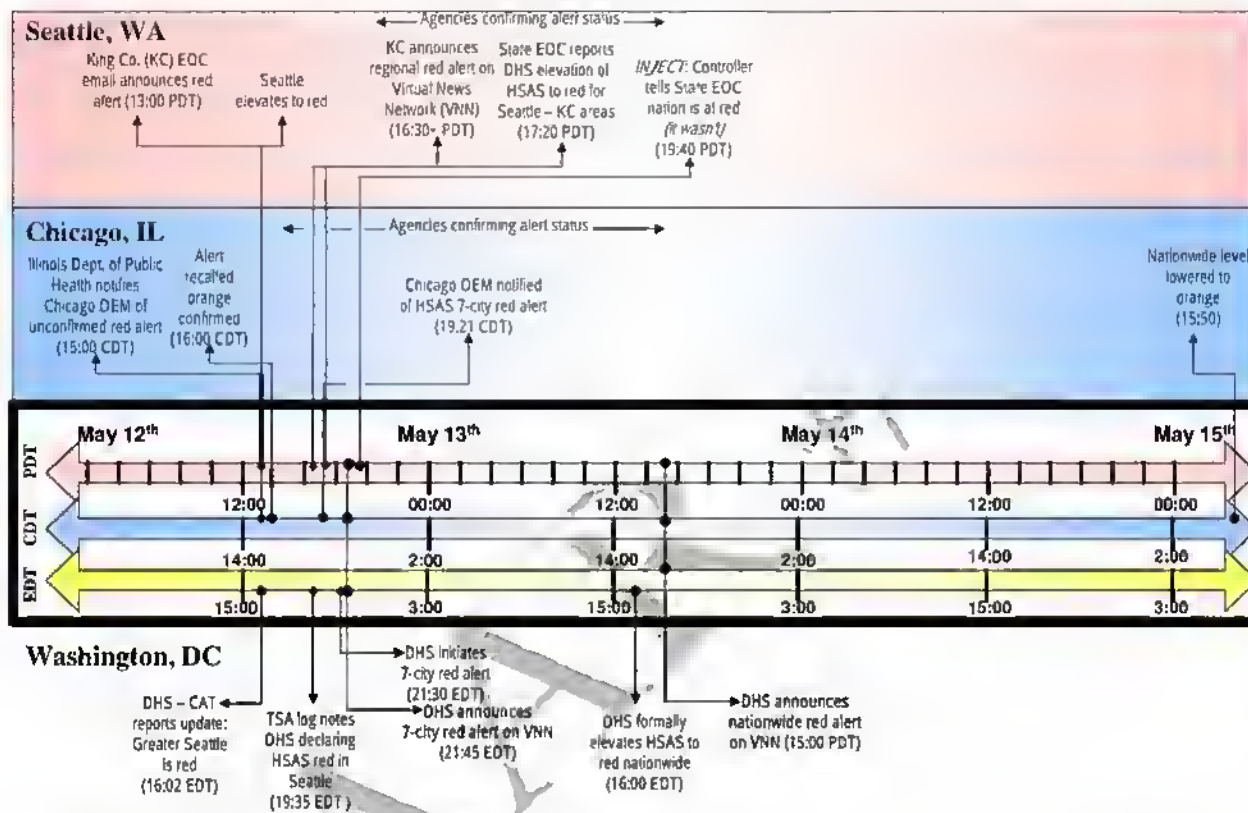 Seattle, WA
King Co. (KC) EOC
email announces red
alert (13:00 PDT)
Seattle
elevates to red
Agencies confirming alert status
KC announces
regional red alert on
Virtual News
Network (VNN)
(16:30+ PDT)
State EOC reports
DHS elevation of
HSAS to red for
Seattle – KC areas
(17:20 PDT)
INJECT: Controller
tells State EOC
nation is at red
(it wasn't)
(19:40 PDT)
Chicago, IL
Illinois Dept. of Public
Health notifies
Chicago DEM of
unconfirmed red alert
(15:00 CDT)
Alert
recalled
orange
confirmed
(16:00 CDT)
Agencies confirming alert status
Chicago OEM notified
of HSAS 7-city red alert
(19.21 CDT)
Nationwide level
lowered to
orange
(15:50)
May 12th
May 13th
May 14th
May 15th
PDT
12:00
00:00
12:00
00:00
12:00
00:00
CDT
14:00
2:00
14:00
2:00
14:00
2:00
EDT
15:00
3:00
15:00
3:00
15:00
3:00
Washington, DC
DHS – CAT
reports update:
Greater Seattle
is red
(16:02 EDT)
TSA log notes
DHS declaring
HSAS red in
Seattle
(19:35 EDT)
DHS initiates
7-city red alert
(21:30 EDT)
DHS announces
7-city red alert on VNN
(21:45 EDT)
DHS formally
elevates HSAS to
red nationwide
(16:00 EDT)
DHS announces
nationwide red alert
on VNN (15:00 PDT)